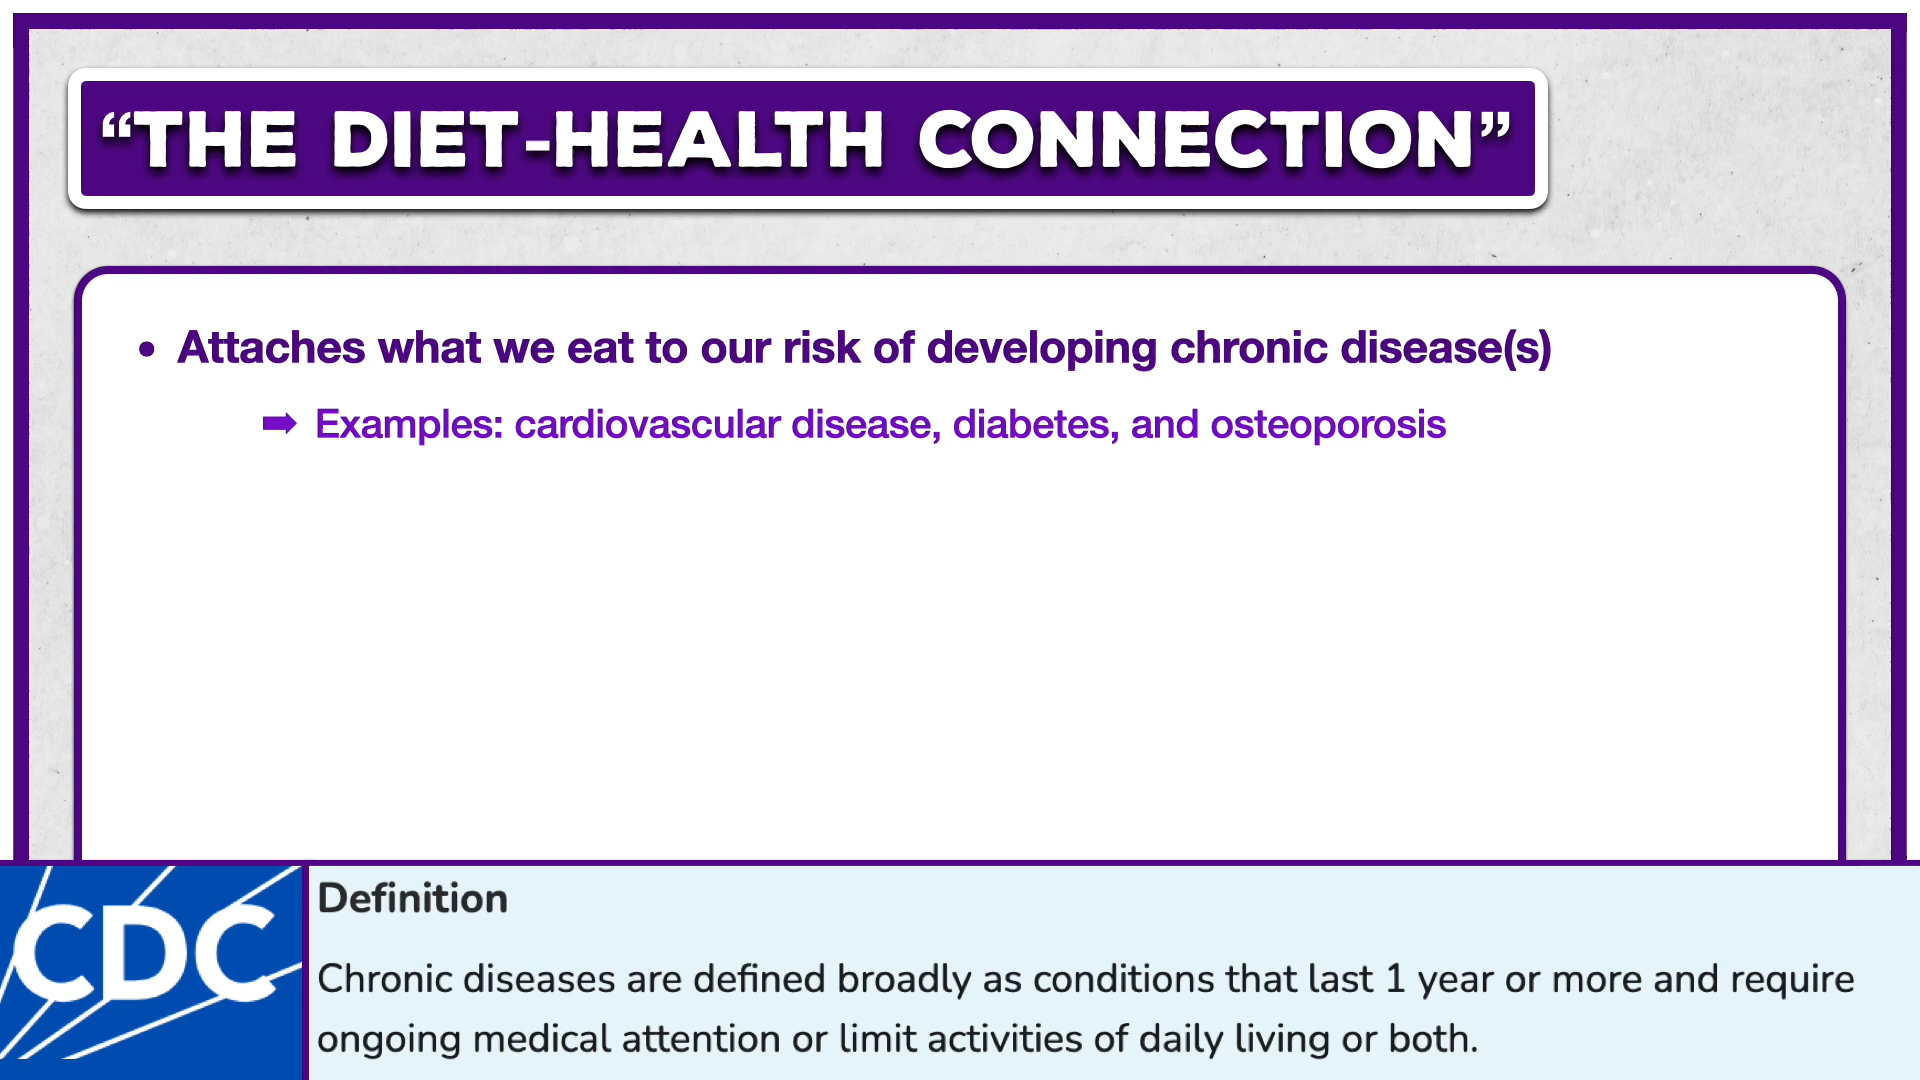 “THE DIET-HEALTH CONNECTION”
• Attaches what we eat to our risk of developing chronic disease(s)
➡ Examples: cardiovascular disease, diabetes, and osteoporosis
CDC
Definition
Chronic diseases are defined broadly as conditions that last 1 year or more and require
ongoing medical attention or limit activities of daily living or both.